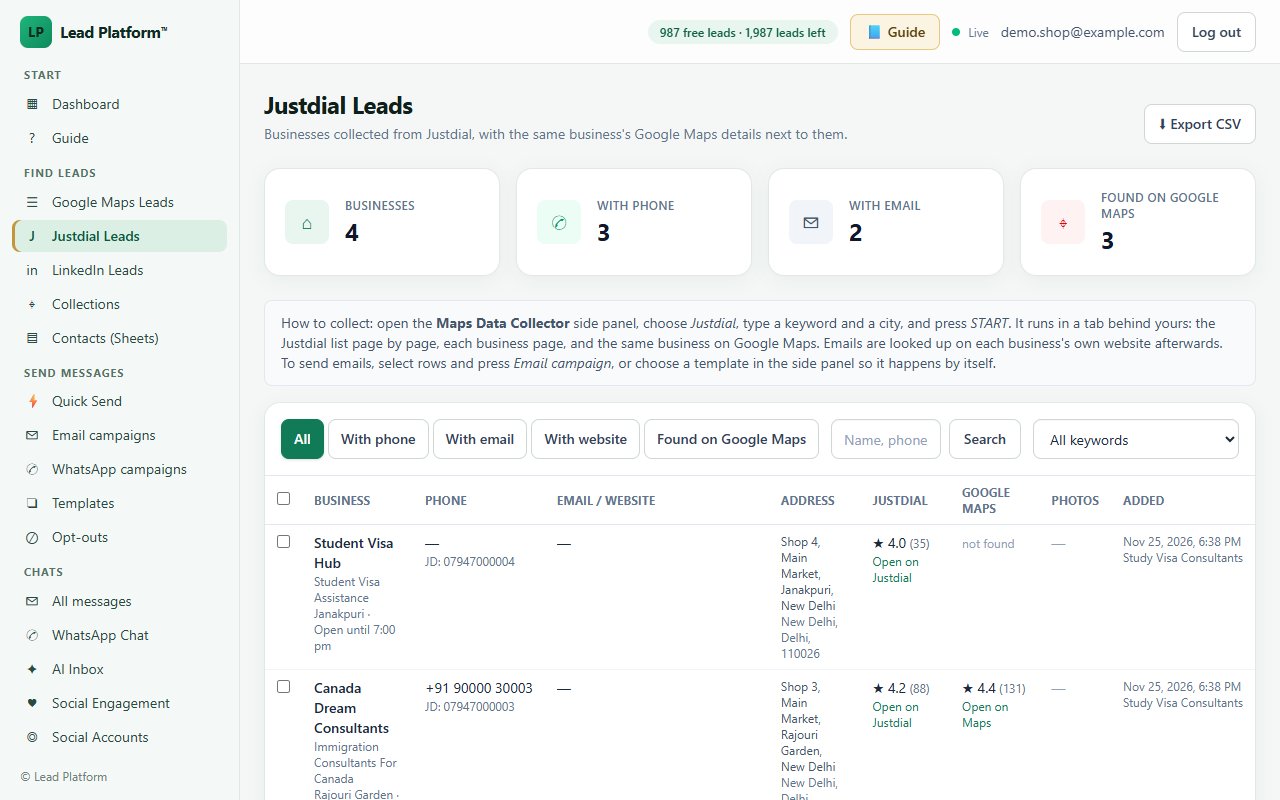 LP Lead Platform™
987 free leads · 1,987 leads left
📘 Guide
Live
demo.shop@example.com
Log out
START
Dashboard
? Guide
FIND LEADS
Google Maps Leads
J Justdial Leads
in LinkedIn Leads
Collections
Contacts (Sheets)
SEND MESSAGES
Quick Send
Email campaigns
WhatsApp campaigns
Templates
Opt-outs
CHATS
All messages
WhatsApp Chat
AI Inbox
Social Engagement
Social Accounts
© Lead Platform
Justdial Leads
Businesses collected from Justdial, with the same business's Google Maps details next to them.
⬇ Export CSV
BUSINESSES
4
WITH PHONE
3
WITH EMAIL
2
FOUND ON GOOGLE
MAPS
3
How to collect: open the Maps Data Collector side panel, choose Justdial, type a keyword and a city, and press START. It runs in a tab behind yours: the
Justdial list page by page, each business page, and the same business on Google Maps. Emails are looked up on each business's own website afterwards.
To send emails, select rows and press Email campaign, or choose a template in the side panel so it happens by itself.
All
With phone
With email
With website
Found on Google Maps
Name, phone
Search
All keywords
BUSINESS
PHONE
EMAIL / WEBSITE
ADDRESS
JUSTDIAL
GOOGLE
MAPS
PHOTOS
ADDED
Student Visa
Hub
Student Visa
Assistance
Janakpuri ·
Open until 7:00
pm
—
JD: 07947000004
—
Shop 4,
Main
Market,
Janakpuri,
New Delhi
New Delhi,
Delhi,
110026
★ 4.0 (35)
Open on
Justdial
not found
—
Nov 25, 2026, 6:38 PM
Study Visa Consultants
Canada
Dream
Consultants
Immigration
Consultants For
Canada
Rajouri Garden ·
+91 90000 30003
JD: 07947000003
—
Shop 3,
Main
Market,
Rajouri
Garden,
New Delhi
New Delhi,
Delhi,
★ 4.2 (88)
Open on
Justdial
★ 4.4 (131)
Open on
Maps
—
Nov 25, 2026, 6:38 PM
Study Visa Consultants